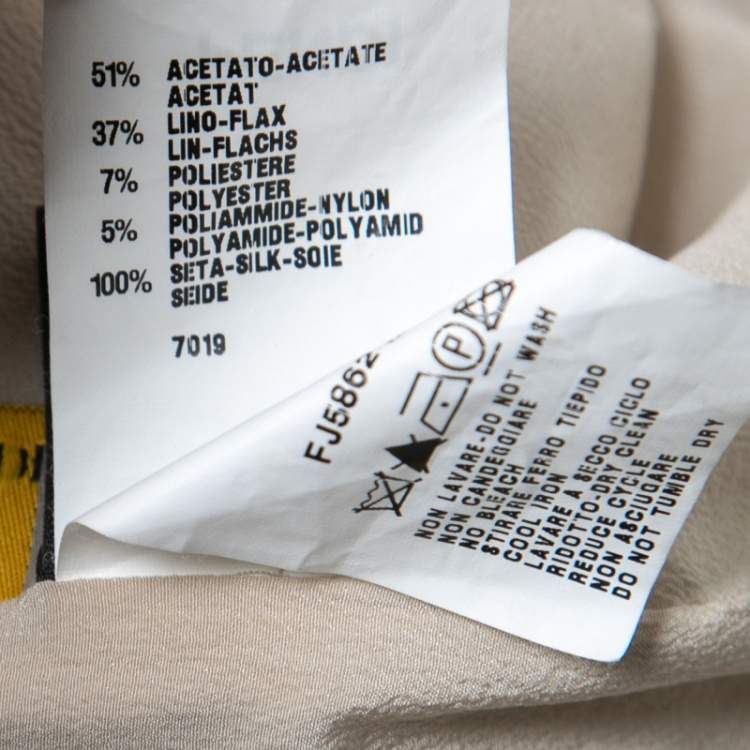 51% ACETATO-ACETATE
ACETAT
37% LINO-FLAX
LIN-FLACHS
7% POLIESTERE
POLYESTER
5% POLIAMMIDE-NYLON
POLYAMIDE-POLYAMID
100% SETA-SILK-SOIE
SEIDE
7019
FJ5862
P
NON LAVARE-DO NOT WASH
NON CANDEGGIARE
NO BLEACH
STIRARE FERRO TIEPIDO
COOL IRON
LAVARE A SECCO CICLO
RIDOTTO-DRY CLEAN
REDUCE CYCLE
NON ASCIUGARE
DO NOT TUMBLE DRY